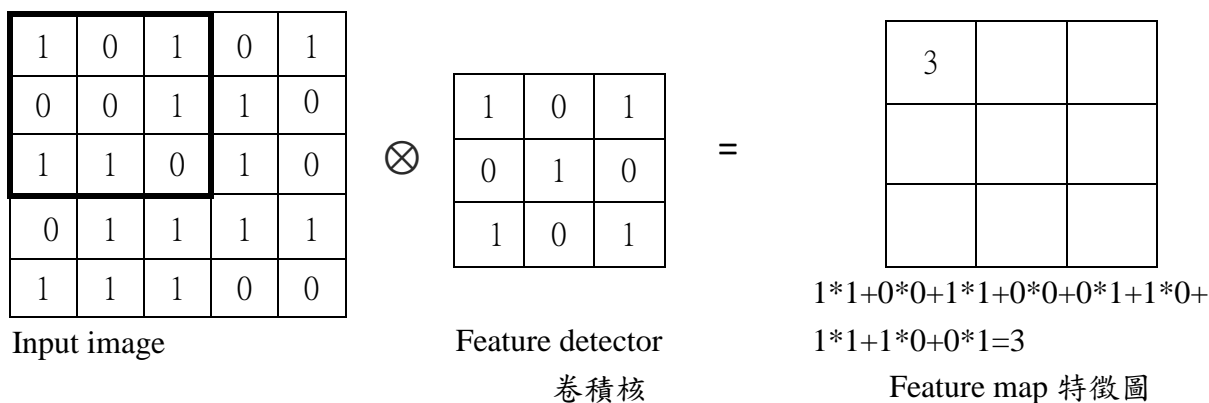 1 0 1 0 1
0 0 1 1 0
1 1 0 1 0
0 1 1 1 1
1 1 1 0 0
Input image
⊗
1 0 1
0 1 0
1 0 1
Feature detector
卷積核
=
3
1*1+0*0+1*1+0*0+0*1+1*0+
1*1+1*0+0*1=3
Feature map 特徵圖